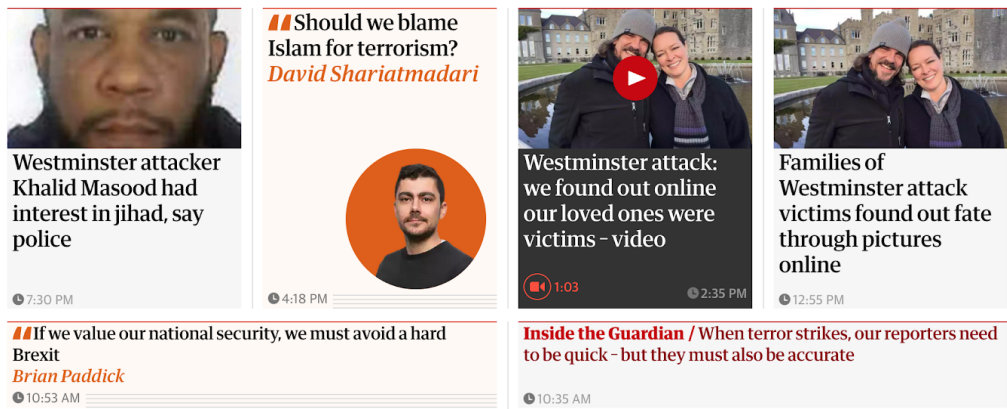 Westminster attacker
Khalid Masood had
interest in jihad, say
police
7:30 PM
Should we blame
Islam for terrorism?
David Shariatmadari
4:18 PM
Westminster attack:
we found out online
our loved ones were
victims – video
1:03
2:35 PM
Families of
Westminster attack
victims found out fate
through pictures
online
12:55 PM
If we value our national security, we must avoid a hard
Brexit
Brian Paddick
10:53 AM
Inside the Guardian / When terror strikes, our reporters need
to be quick – but they must also be accurate
10:35 AM